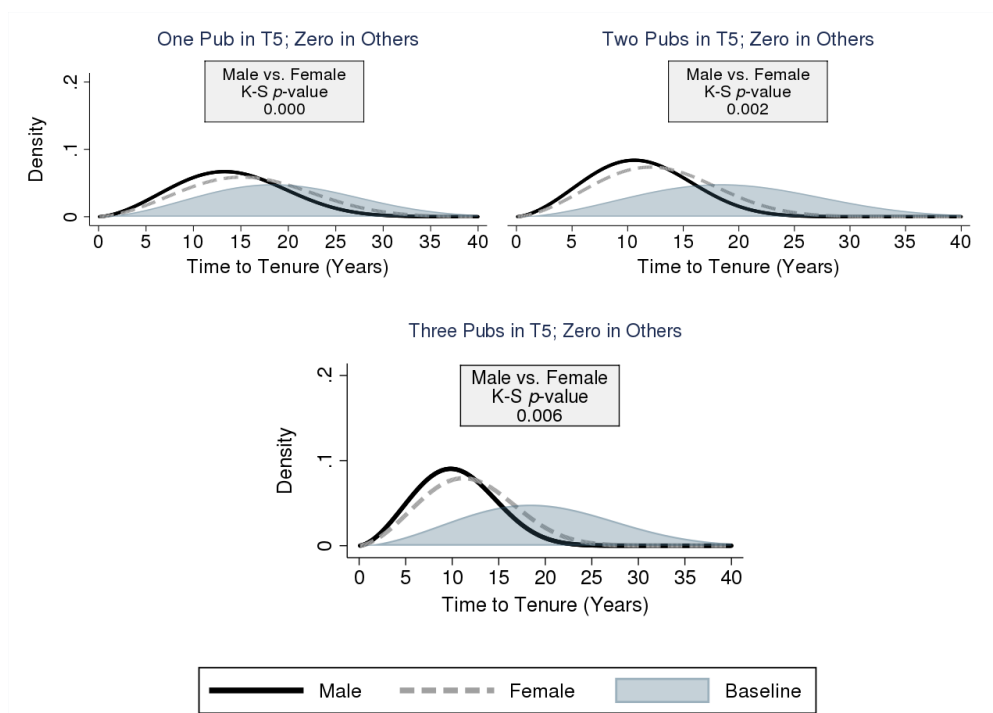 One Pub in T5; Zero in Others
Male vs. Female
K-S p-value
0.000
Density
.2
.1
0
0 5 10 15 20 25 30 35 40
Time to Tenure (Years)
Two Pubs in T5; Zero in Others
Male vs. Female
K-S p-value
0.002
0 5 10 15 20 25 30 35 40
Time to Tenure (Years)
Three Pubs in T5; Zero in Others
Male vs. Female
K-S p-value
0.006
Density
.2
.1
0
0 5 10 15 20 25 30 35 40
Time to Tenure (Years)
Male Female Baseline